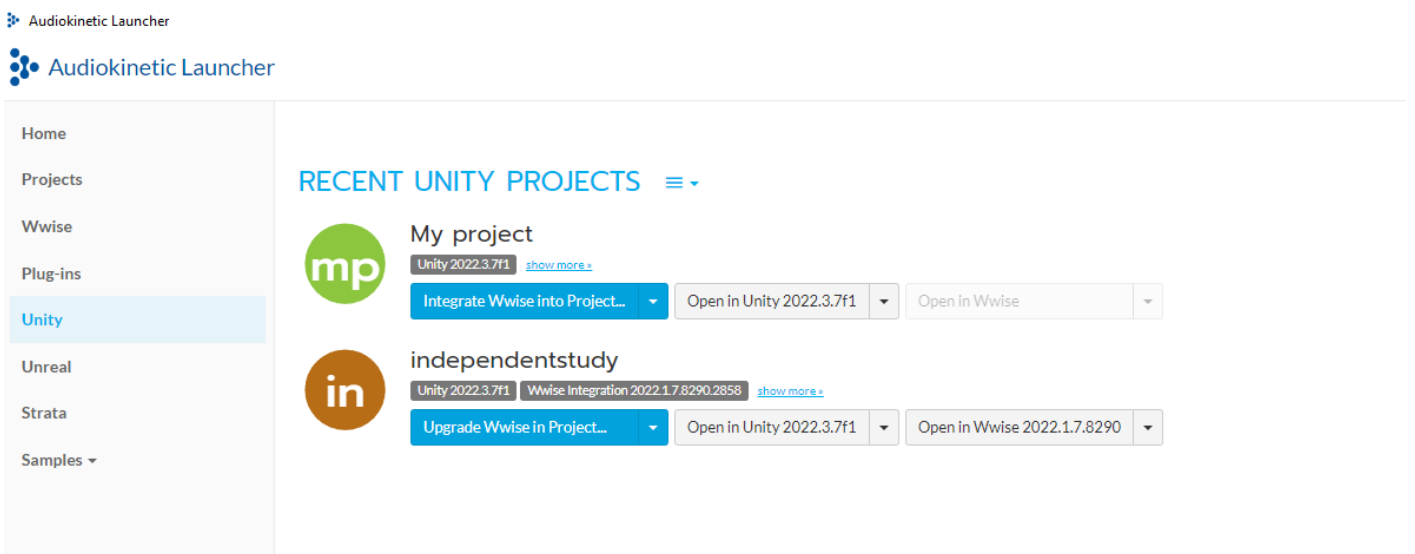 Audiokinetic Launcher
Audiokinetic Launcher
Home
Projects
Wwise
Plug-ins
Unity
Unreal
Strata
Samples
RECENT UNITY PROJECTS
mp
My project
Unity 2022.3.7f1 show more »
Integrate Wwise into Project... Open in Unity 2022.3.7f1 Open in Wwise
in
independentstudy
Unity 2022.3.7f1 Wwise Integration 2022.1.7.8290.2858 show more »
Upgrade Wwise in Project... Open in Unity 2022.3.7f1 Open in Wwise 2022.1.7.8290